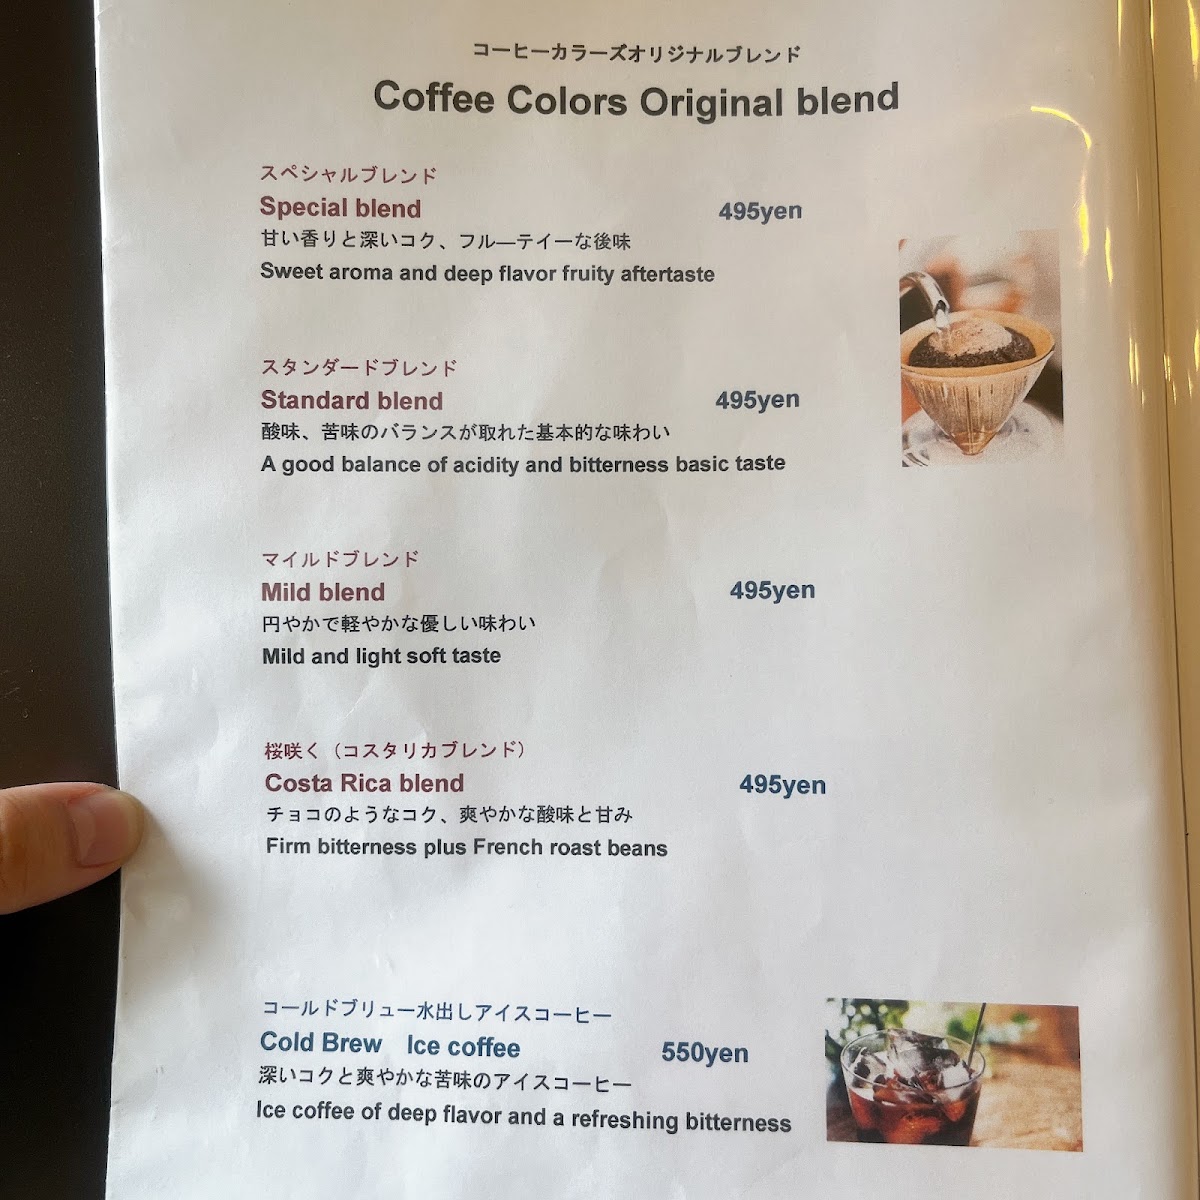 コーヒーカラーズオリジナルブレンド
Coffee Colors Original blend
スペシャルブレンド
Special blend 495yen
甘い香りと深いコク、フル―テイーな後味
Sweet aroma and deep flavor fruity aftertaste
スタンダードブレンド
Standard blend 495yen
酸味、苦味のバランスが取れた基本的な味わい
A good balance of acidity and bitterness basic taste
マイルドブレンド
Mild blend 495yen
円やかで軽やかな優しい味わい
Mild and light soft taste
桜咲く（コスタリカブレンド）
Costa Rica blend 495yen
チョコのようなコク、爽やかな酸味と甘み
Firm bitterness plus French roast beans
コールドブリュー水出しアイスコーヒー
Cold Brew Ice coffee 550yen
深いコクと爽やかな苦味のアイスコーヒー
Ice coffee of deep flavor and a refreshing bitterness